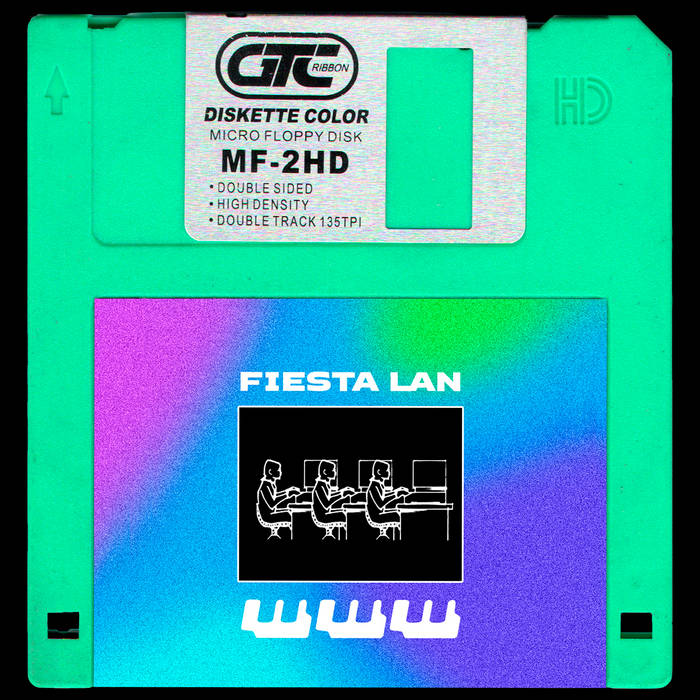 GTC RIBBON
DISKETTE COLOR
MICRO FLOPPY DISK
MF-2HD
• DOUBLE SIDED
• HIGH DENSITY
• DOUBLE TRACK 135TPI
HD
FIESTA LAN
WWW